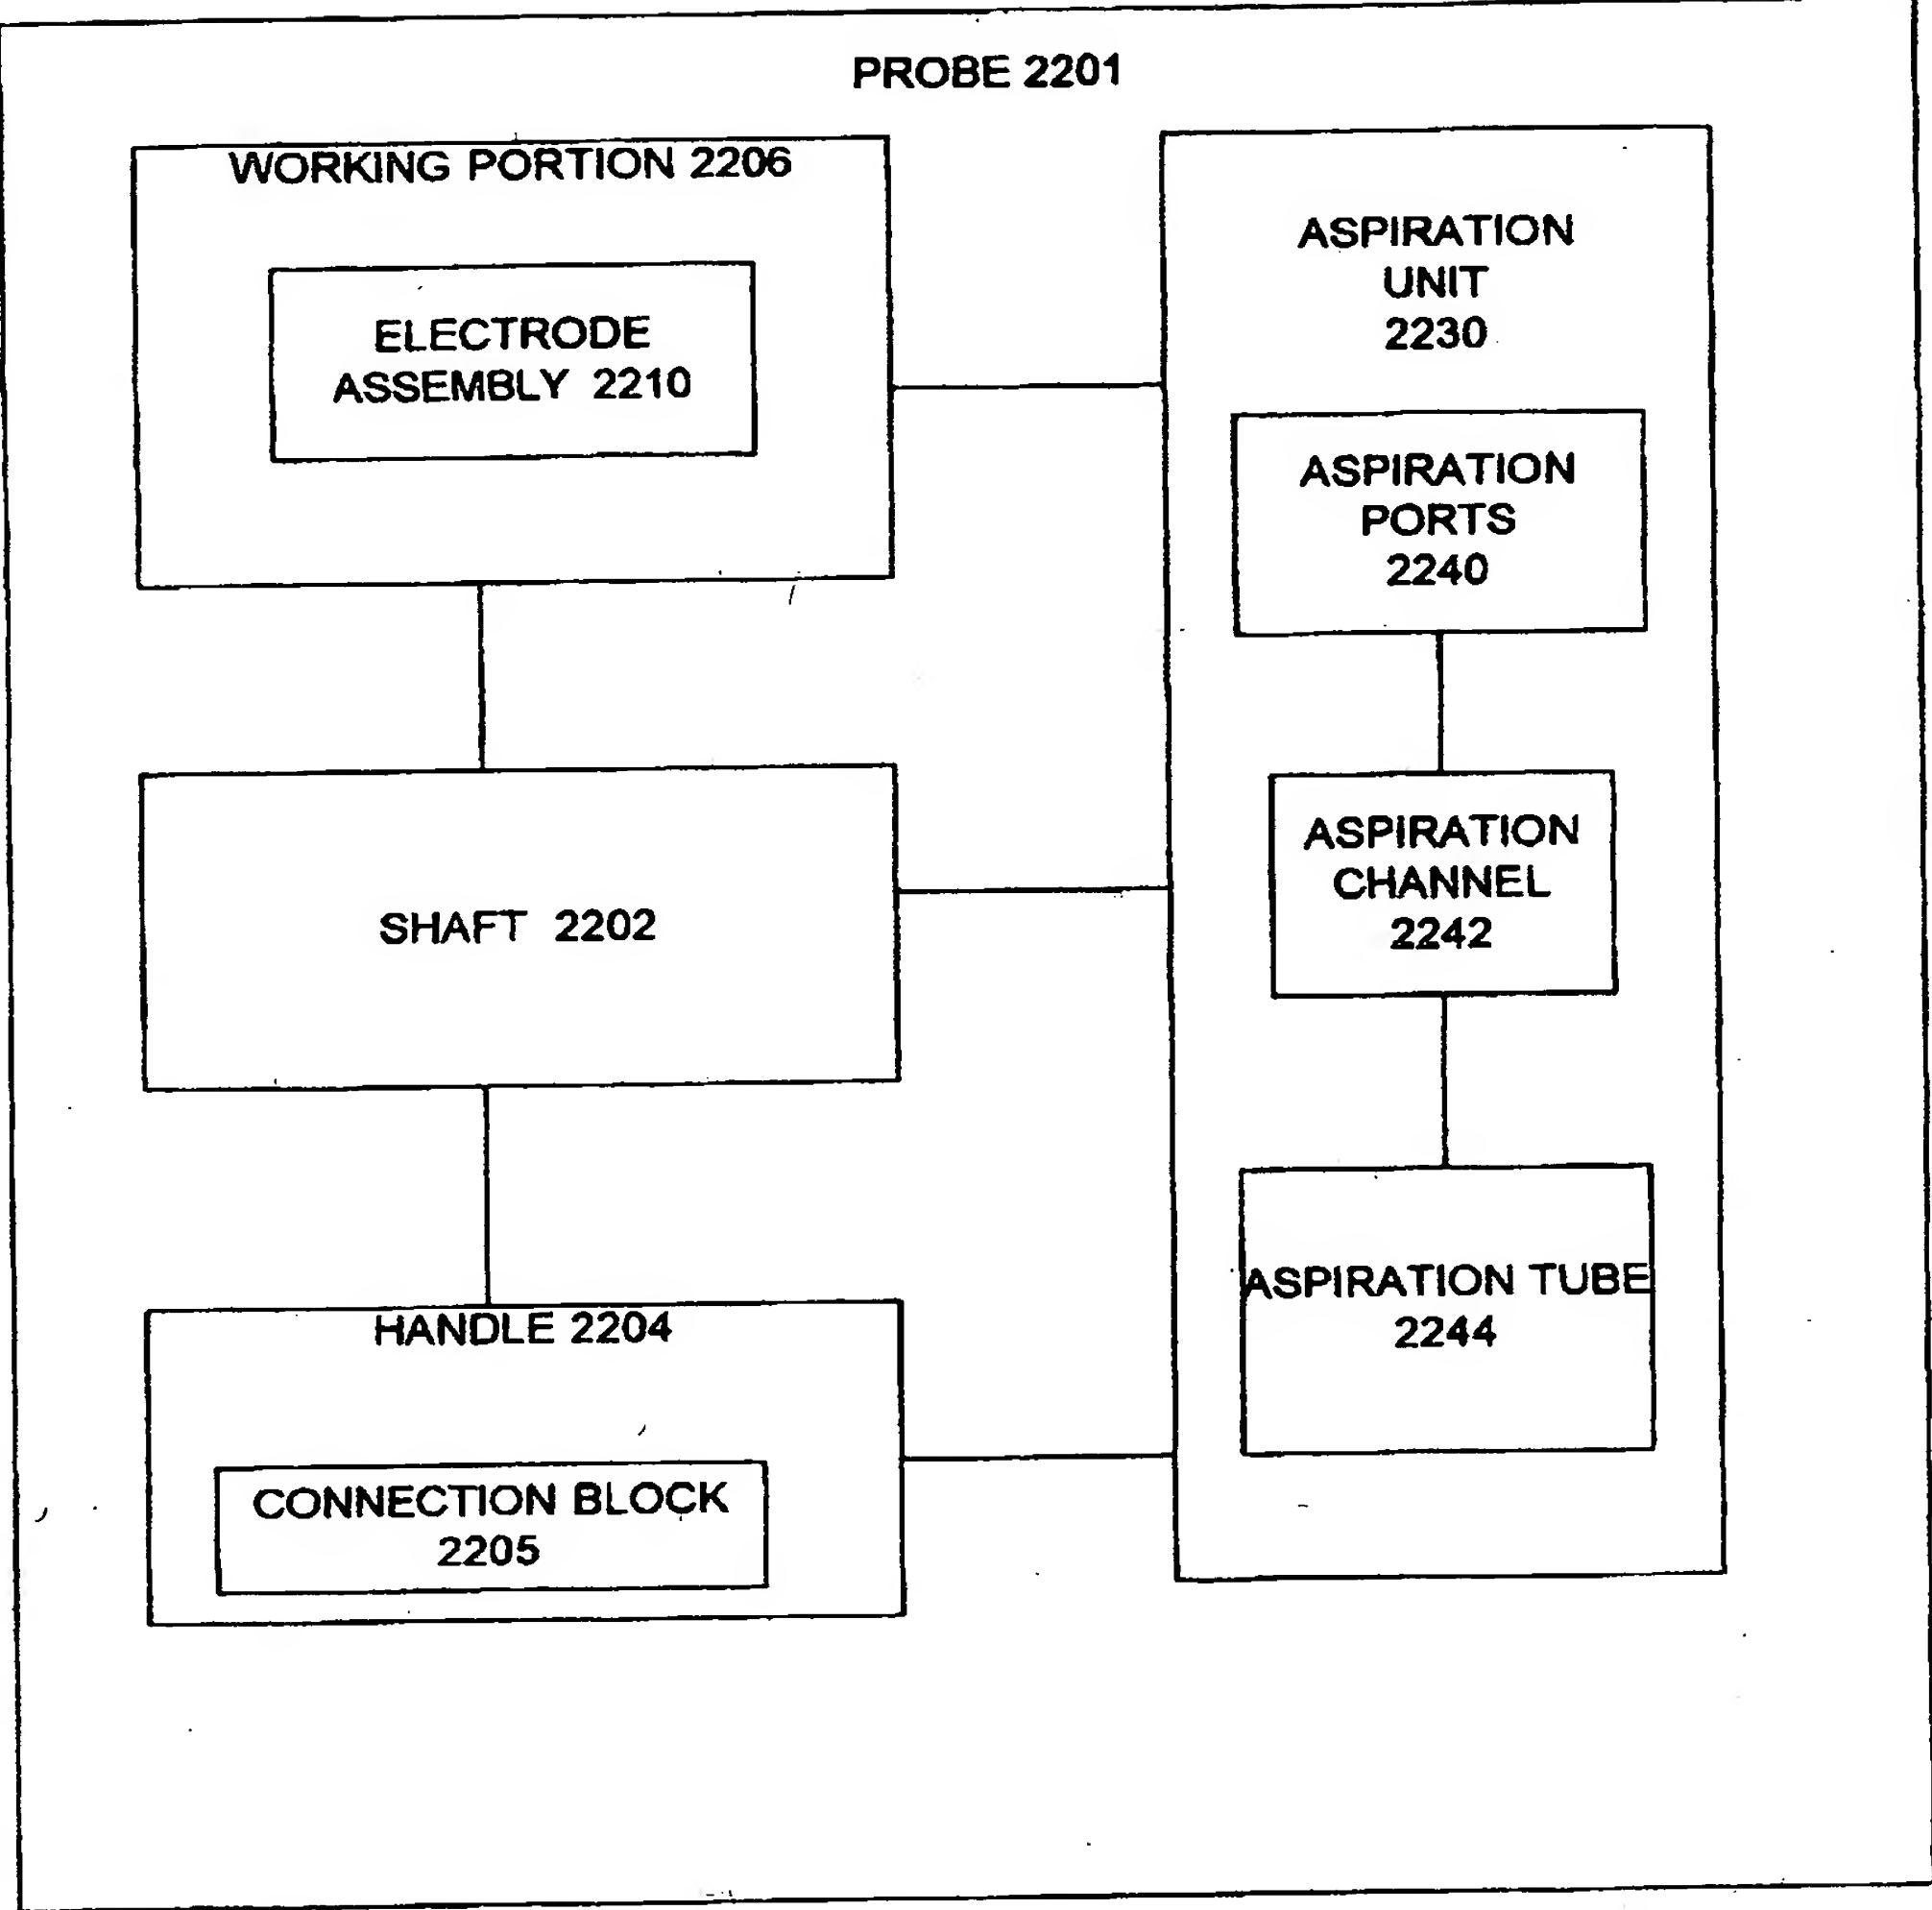 PROBE 2201
WORKING PORTION 2206
ELECTRODE
ASSEMBLY 2210
SHAFT 2202
HANDLE 2204
CONNECTION BLOCK
2205
ASPIRATION
UNIT
2230
ASPIRATION
PORTS
2240
ASPIRATION
CHANNEL
2242
ASPIRATION TUBE
2244